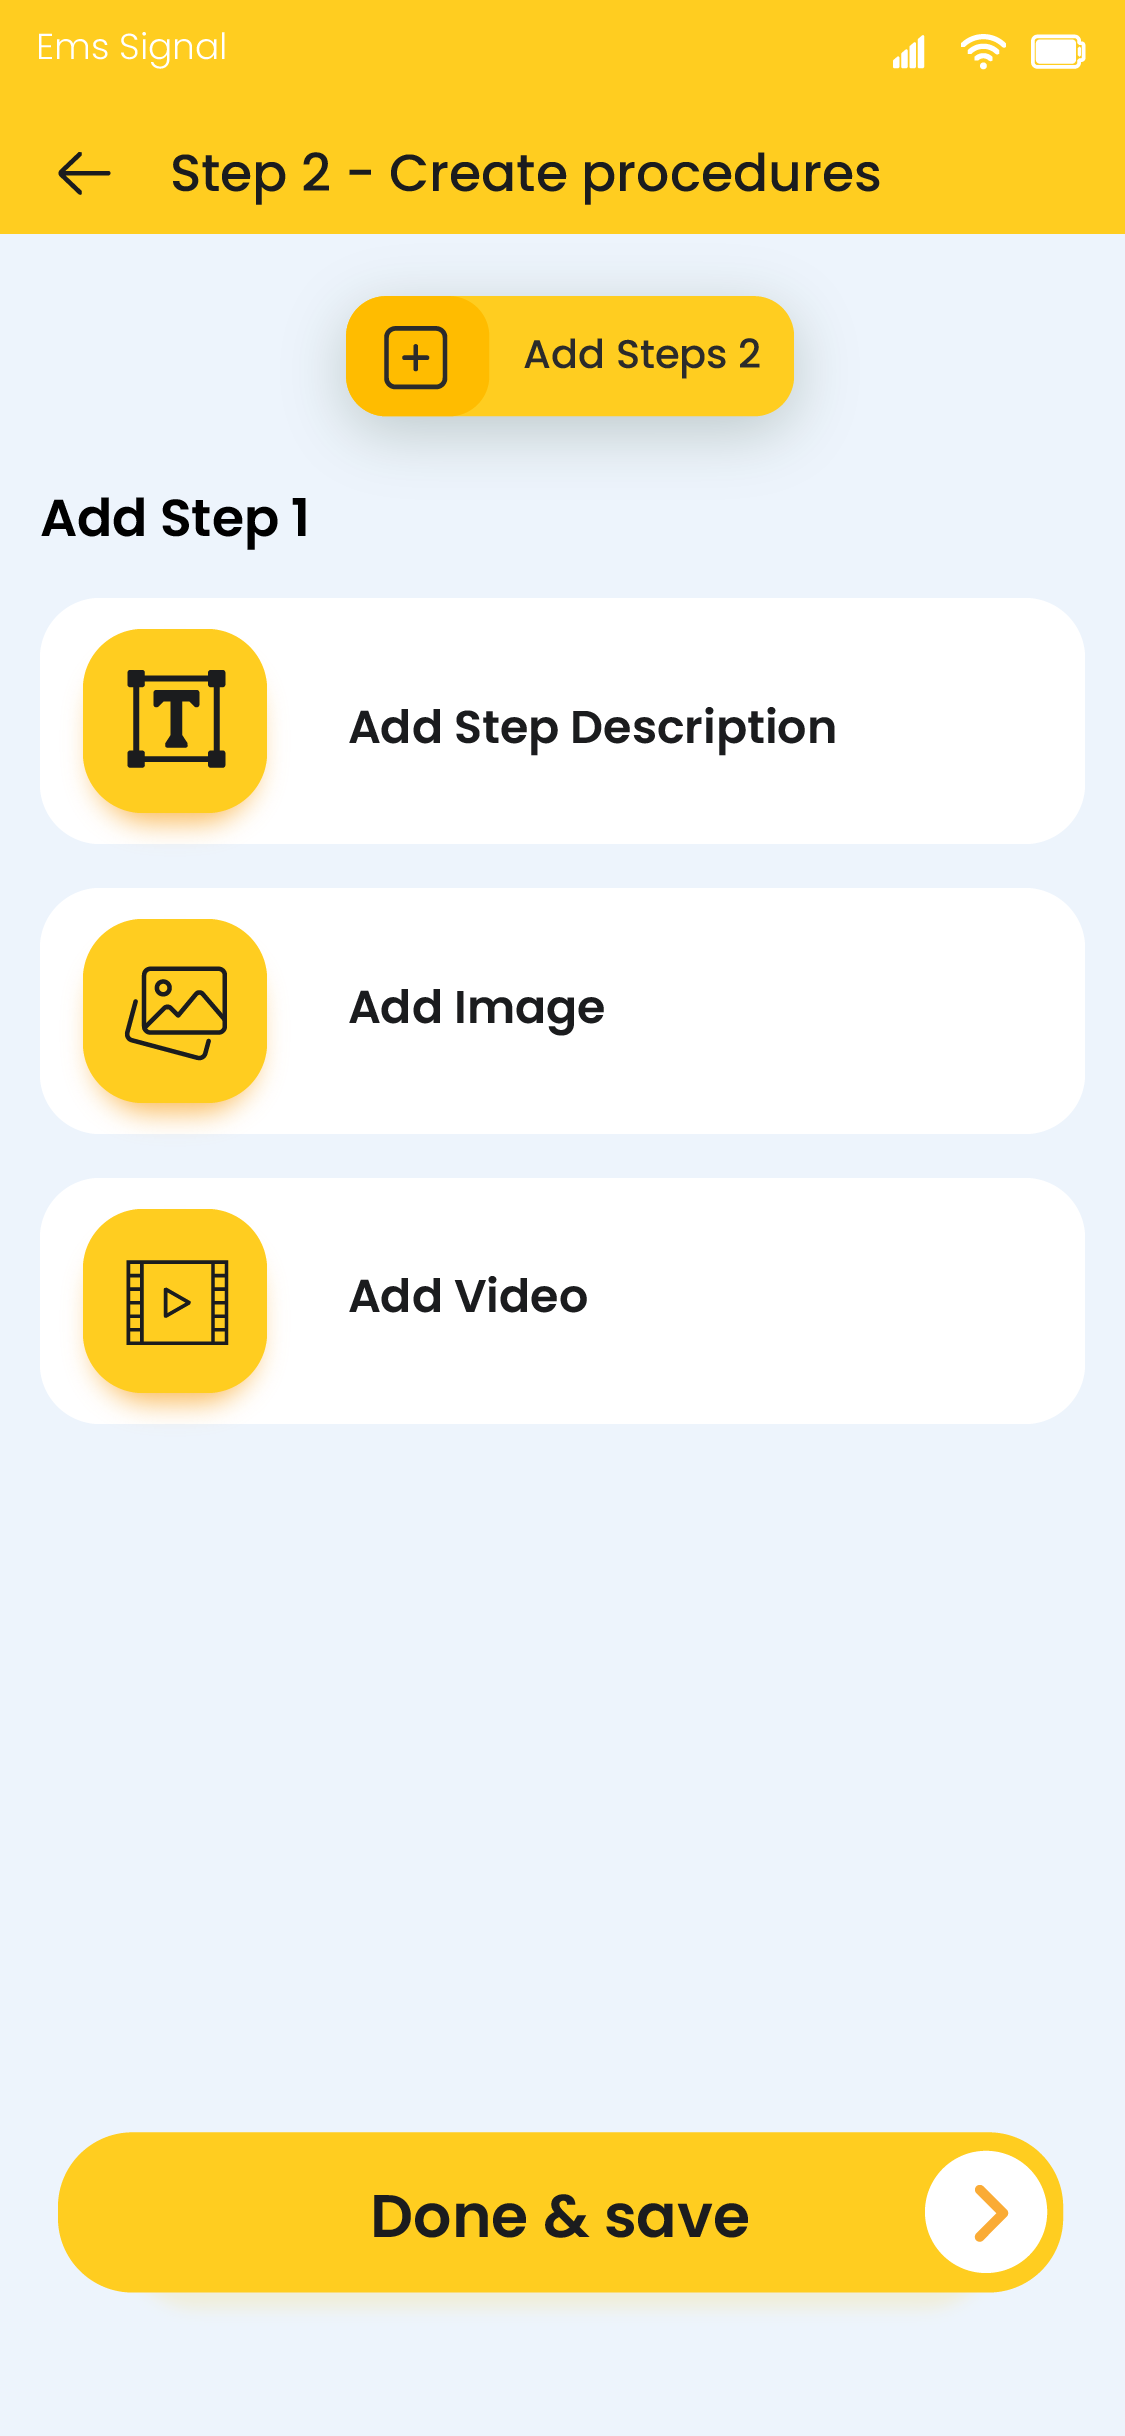 Ems Signal
Step 2 - Create procedures
Add Steps 2
Add Step 1
Add Step Description
Add Image
Add Video
Done & save